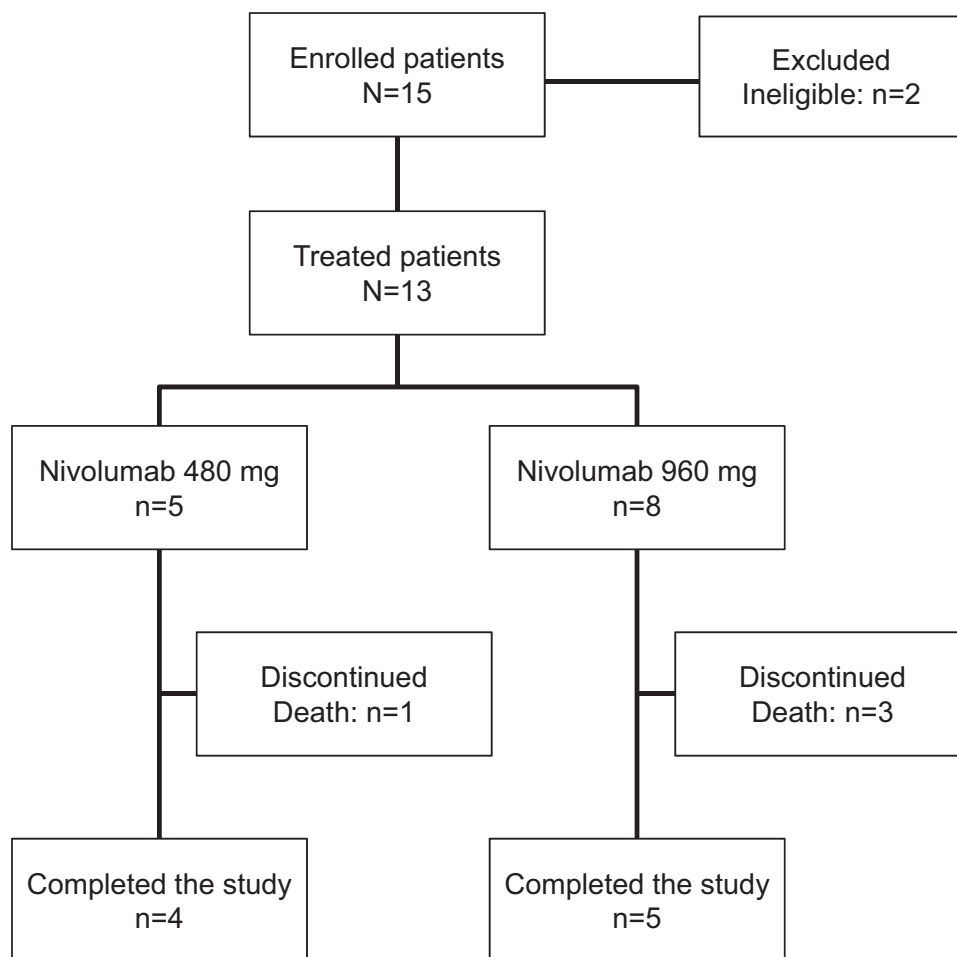 Enrolled patients
N=15
Excluded
Ineligible: n=2
Treated patients
N=13
Nivolumab 480 mg
n=5
Nivolumab 960 mg
n=8
Discontinued
Death: n=1
Discontinued
Death: n=3
Completed the study
n=4
Completed the study
n=5